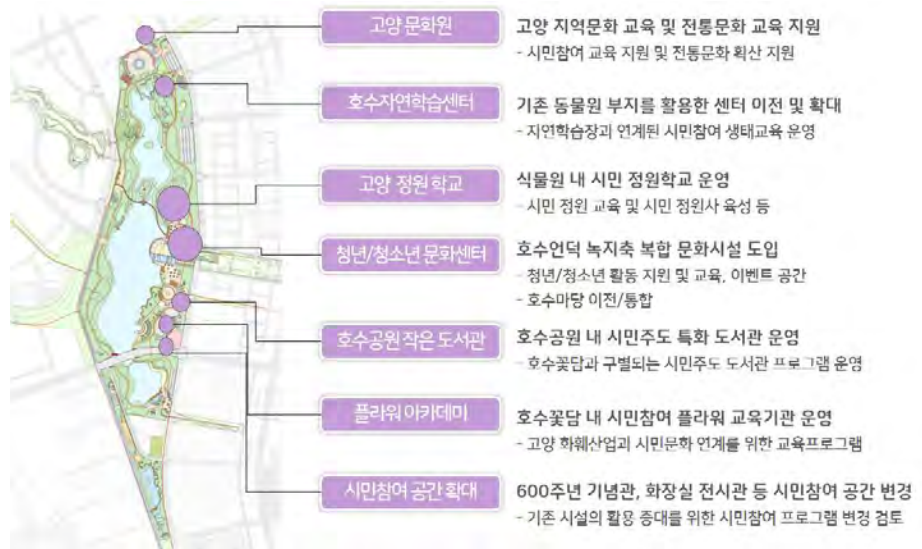 고양 문화원
고양 지역문화 교육 및 전통문화 교육 지원
- 시민참여 교육 지원 및 전통문화 확산 지원
호수자연학습센터
기존 동물원 부지를 활용한 센터 이전 및 확대
- 자연학습장과 연계된 시민참여 생태교육 운영
고양 정원 학교
식물원 내 시민 정원학교 운영
- 시민 정원 교육 및 시민 정원사 육성 등
청년/청소년 문화센터
호수언덕 녹지축 복합 문화시설 도입
- 청년/청소년 활동 지원 및 교육, 이벤트 공간
- 호수마당 이전/통합
호수공원 작은 도서관
호수공원 내 시민주도 특화 도서관 운영
- 호수꽃담과 구별되는 시민주도 도서관 프로그램 운영
플라워 아카데미
호수꽃담 내 시민참여 플라워 교육기관 운영
- 고양 화훼산업과 시민문화 연계를 위한 교육프로그램
시민참여 공간 확대
600주년 기념관, 화장실 전시관 등 시민참여 공간 변경
- 기존 시설의 활용 증대를 위한 시민참여 프로그램 변경 검토